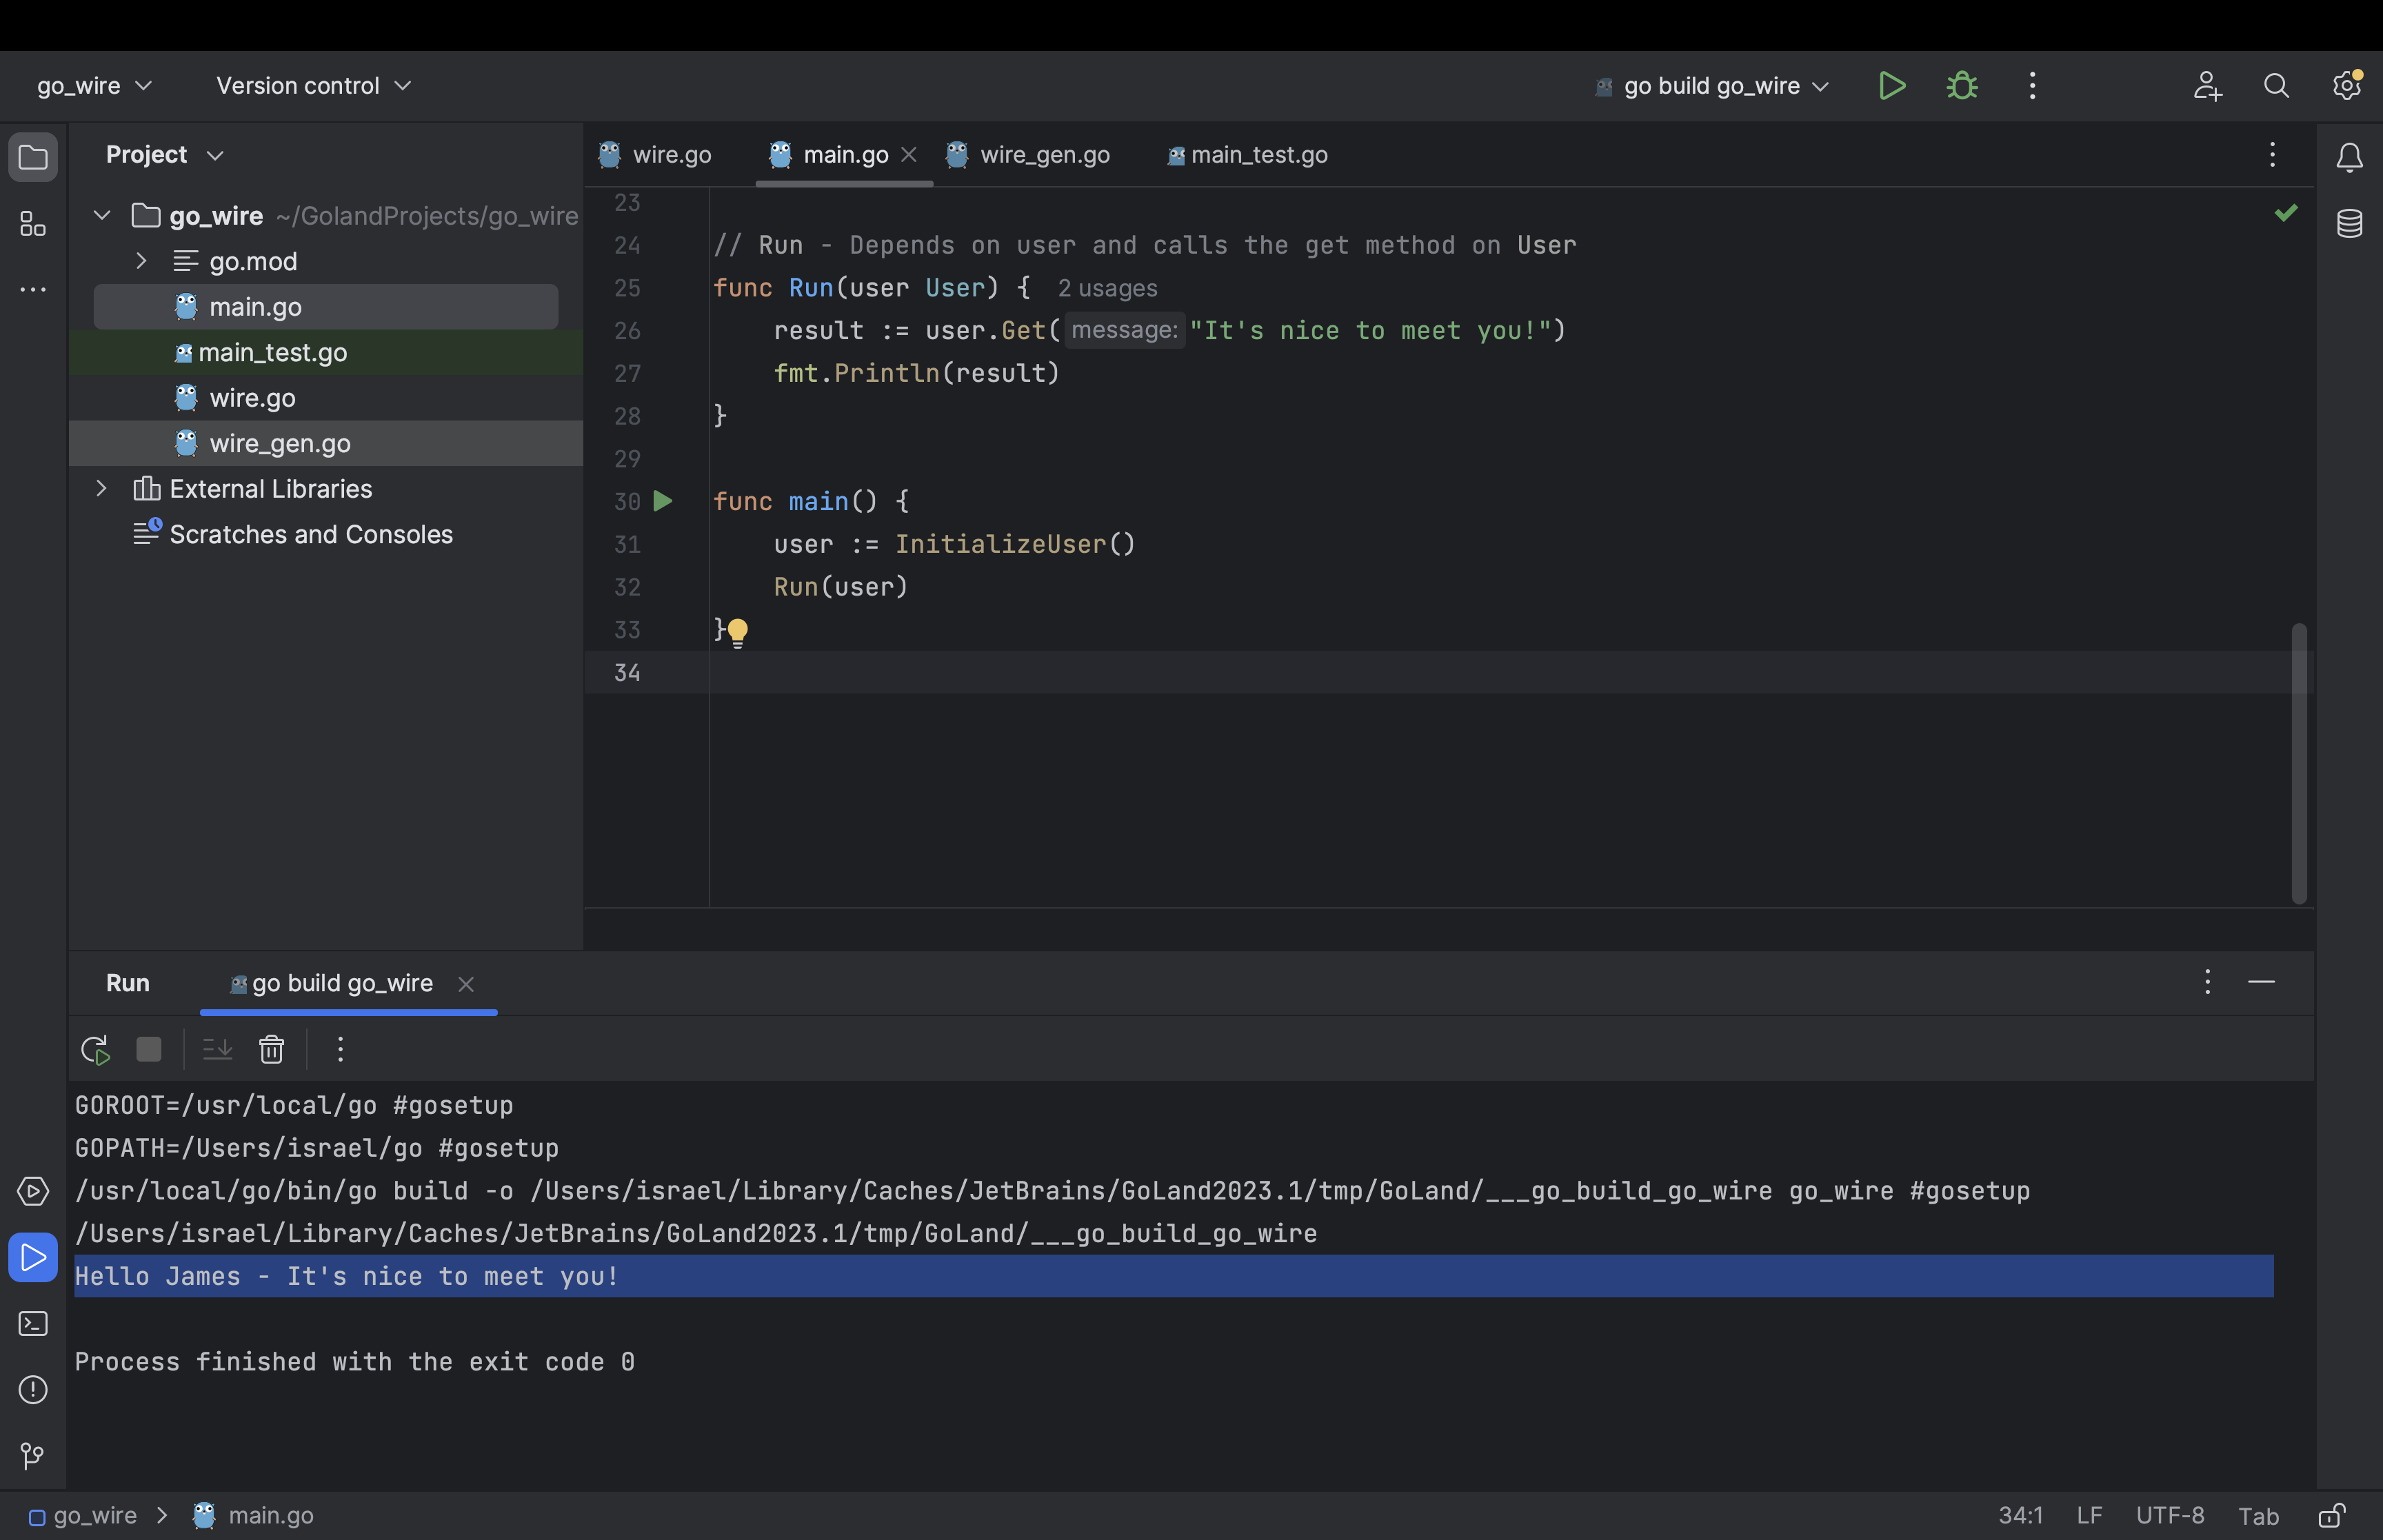 go_wire
Version control
go build go_wire
Project
go_wire ~/GolandProjects/go_wire
go.mod
main.go
main_test.go
wire.go
wire_gen.go
External Libraries
Scratches and Consoles
wire.go
main.go
wire_gen.go
main_test.go
23
24 // Run - Depends on user and calls the get method on User
25 func Run(user User) { 2 usages
26 result := user.Get( message: "It's nice to meet you!")
27 fmt.Println(result)
28 }
29
30 func main() {
31 user := InitializeUser()
32 Run(user)
33 }
34
Run
go build go_wire
GOROOT=/usr/local/go #gosetup
GOPATH=/Users/israel/go #gosetup
/usr/local/go/bin/go build -o /Users/israel/Library/Caches/JetBrains/GoLand2023.1/tmp/GoLand/___go_build_go_wire go_wire #gosetup
/Users/israel/Library/Caches/JetBrains/GoLand2023.1/tmp/GoLand/___go_build_go_wire
Hello James - It's nice to meet you!
Process finished with the exit code 0
go_wire > main.go
34:1 LF UTF-8 Tab